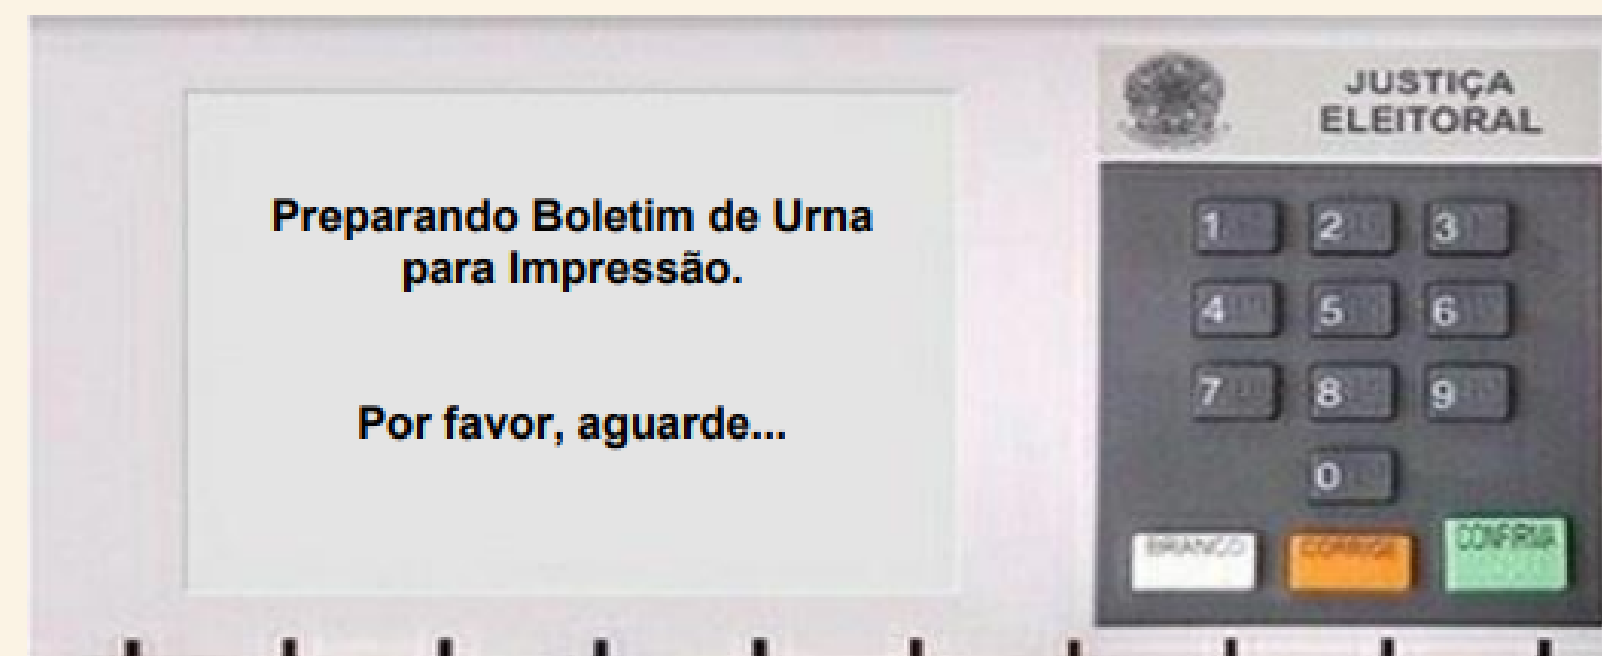 Preparando Boletim de Urna
para Impressão.
Por favor, aguarde...
JUSTIÇA
ELEITORAL
1 2 3
4 5 6
7 8 9
0
BRANCO CORRIGE CONFIRMA